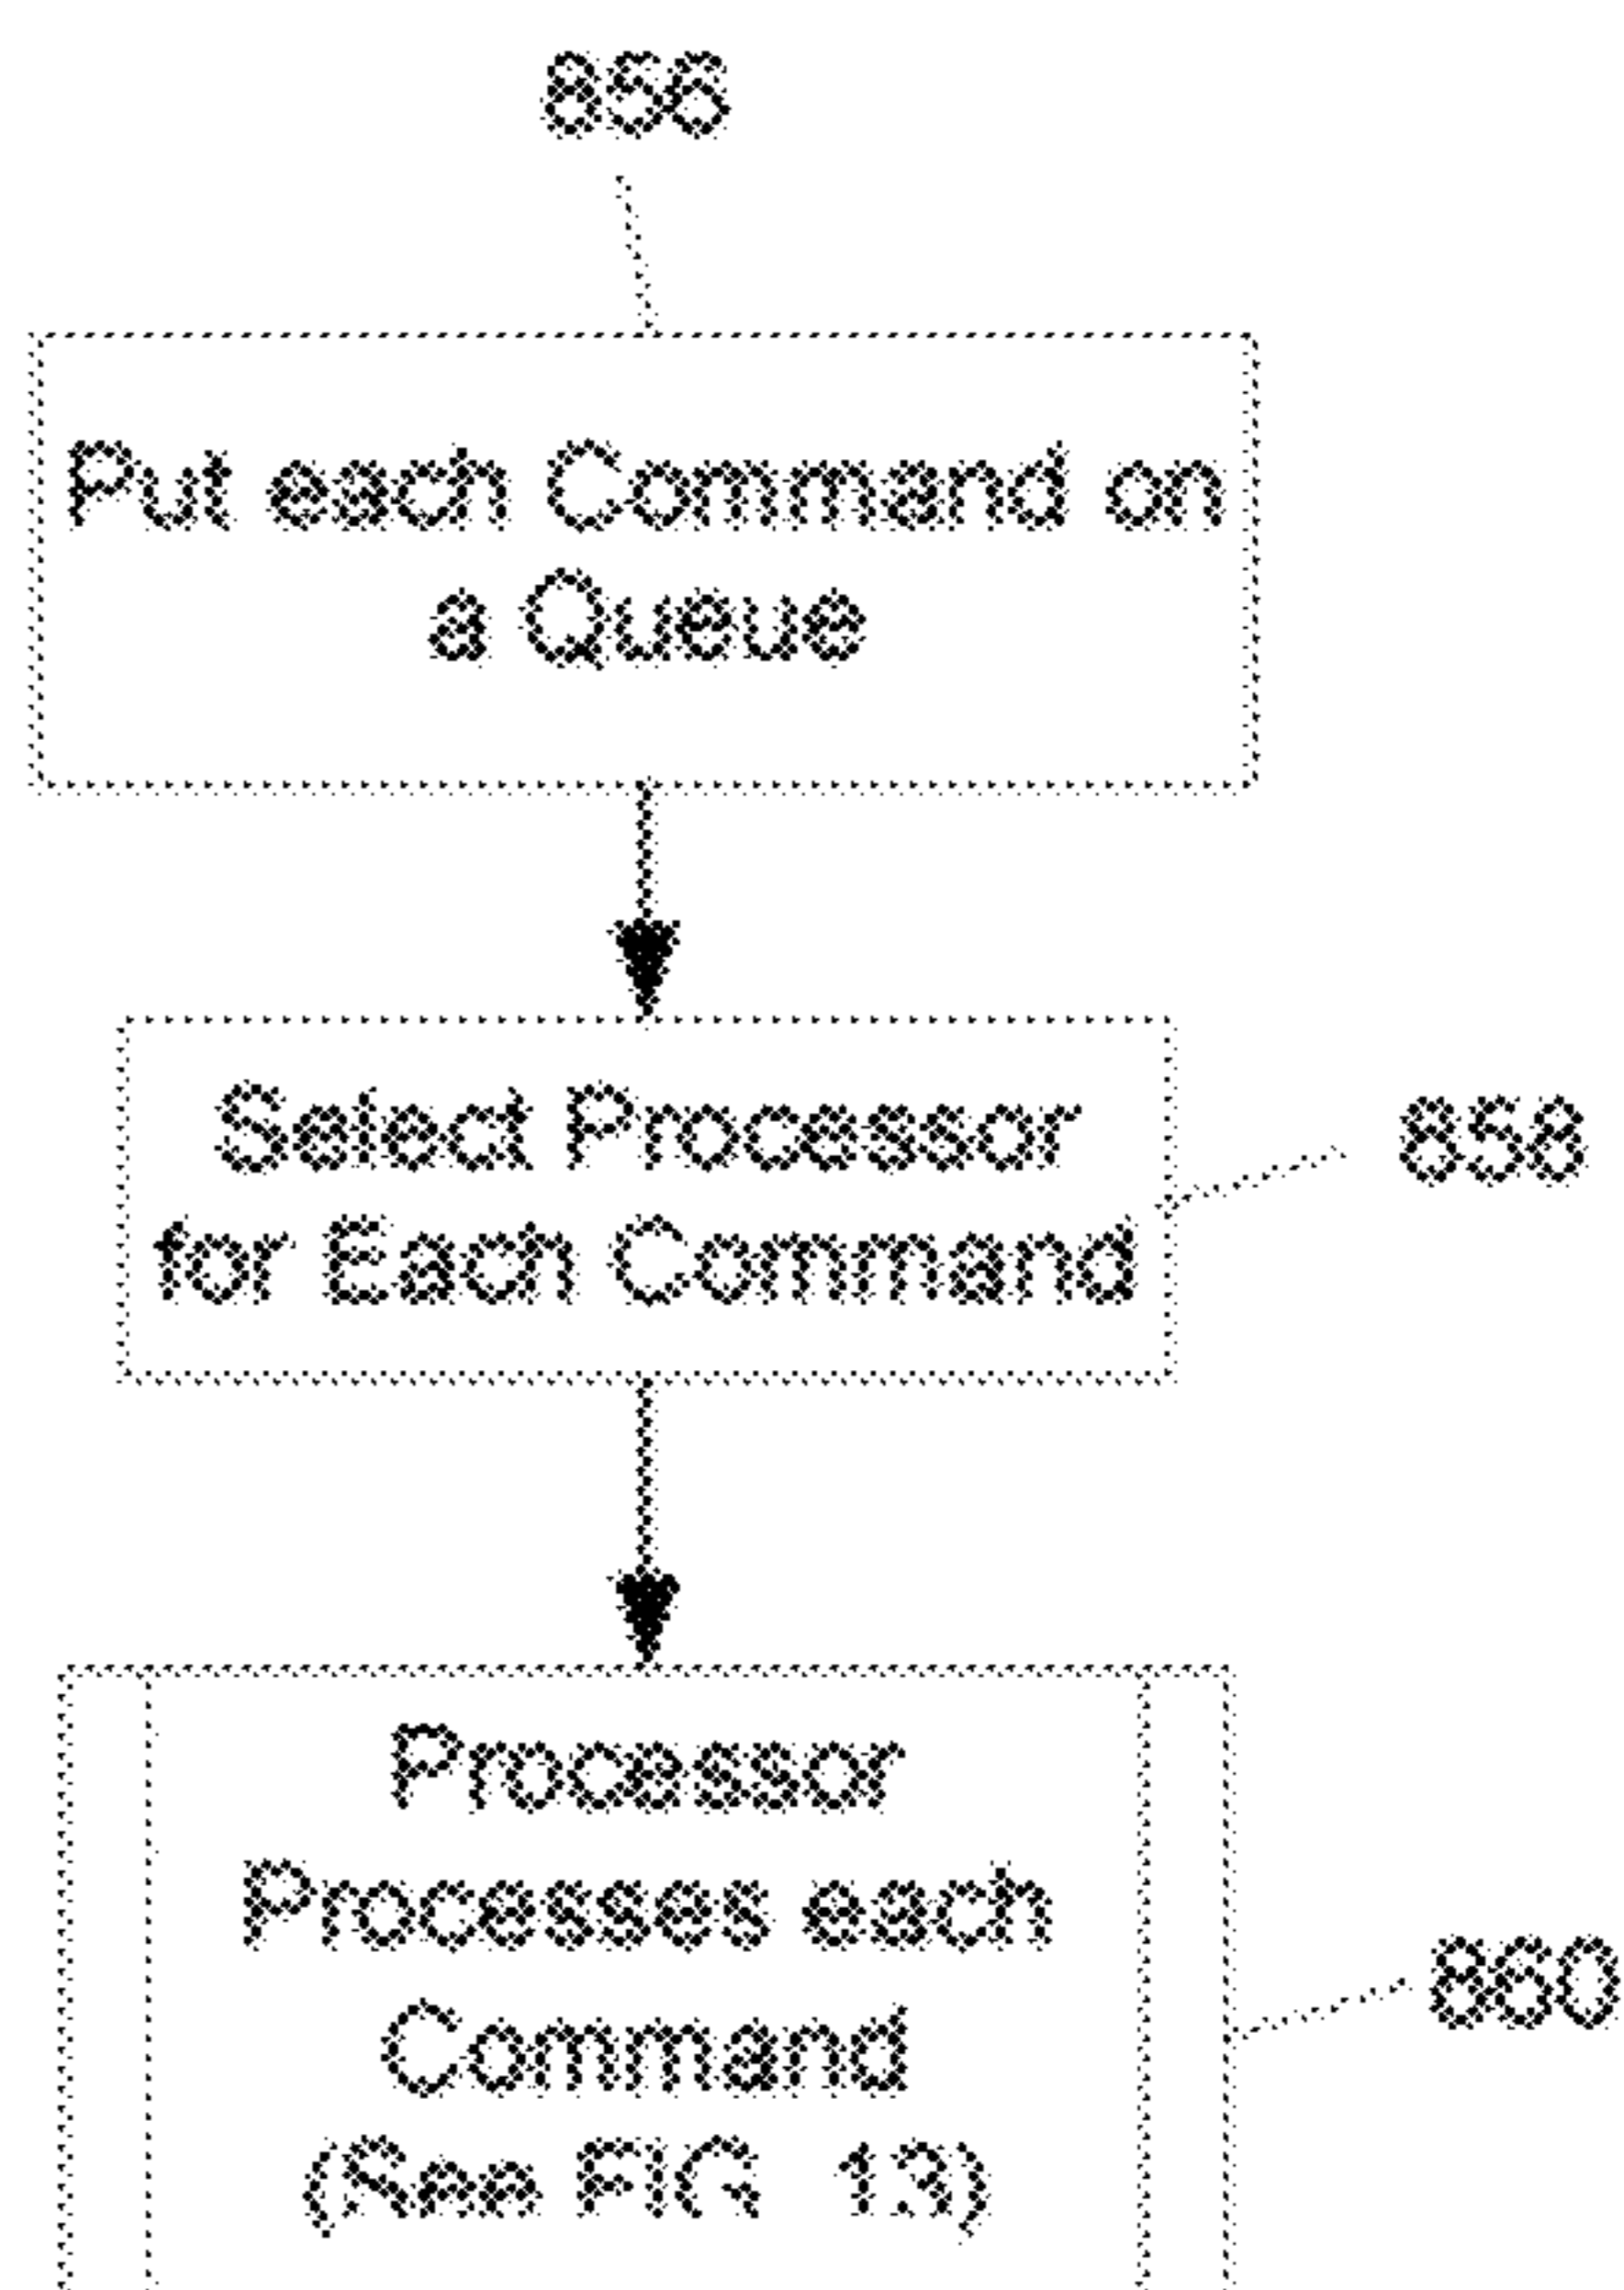 856
Put each Command on
a Queue
Select Processor
for Each Command
858
Processor
Processes each
Command
(See FIG. 13)
860